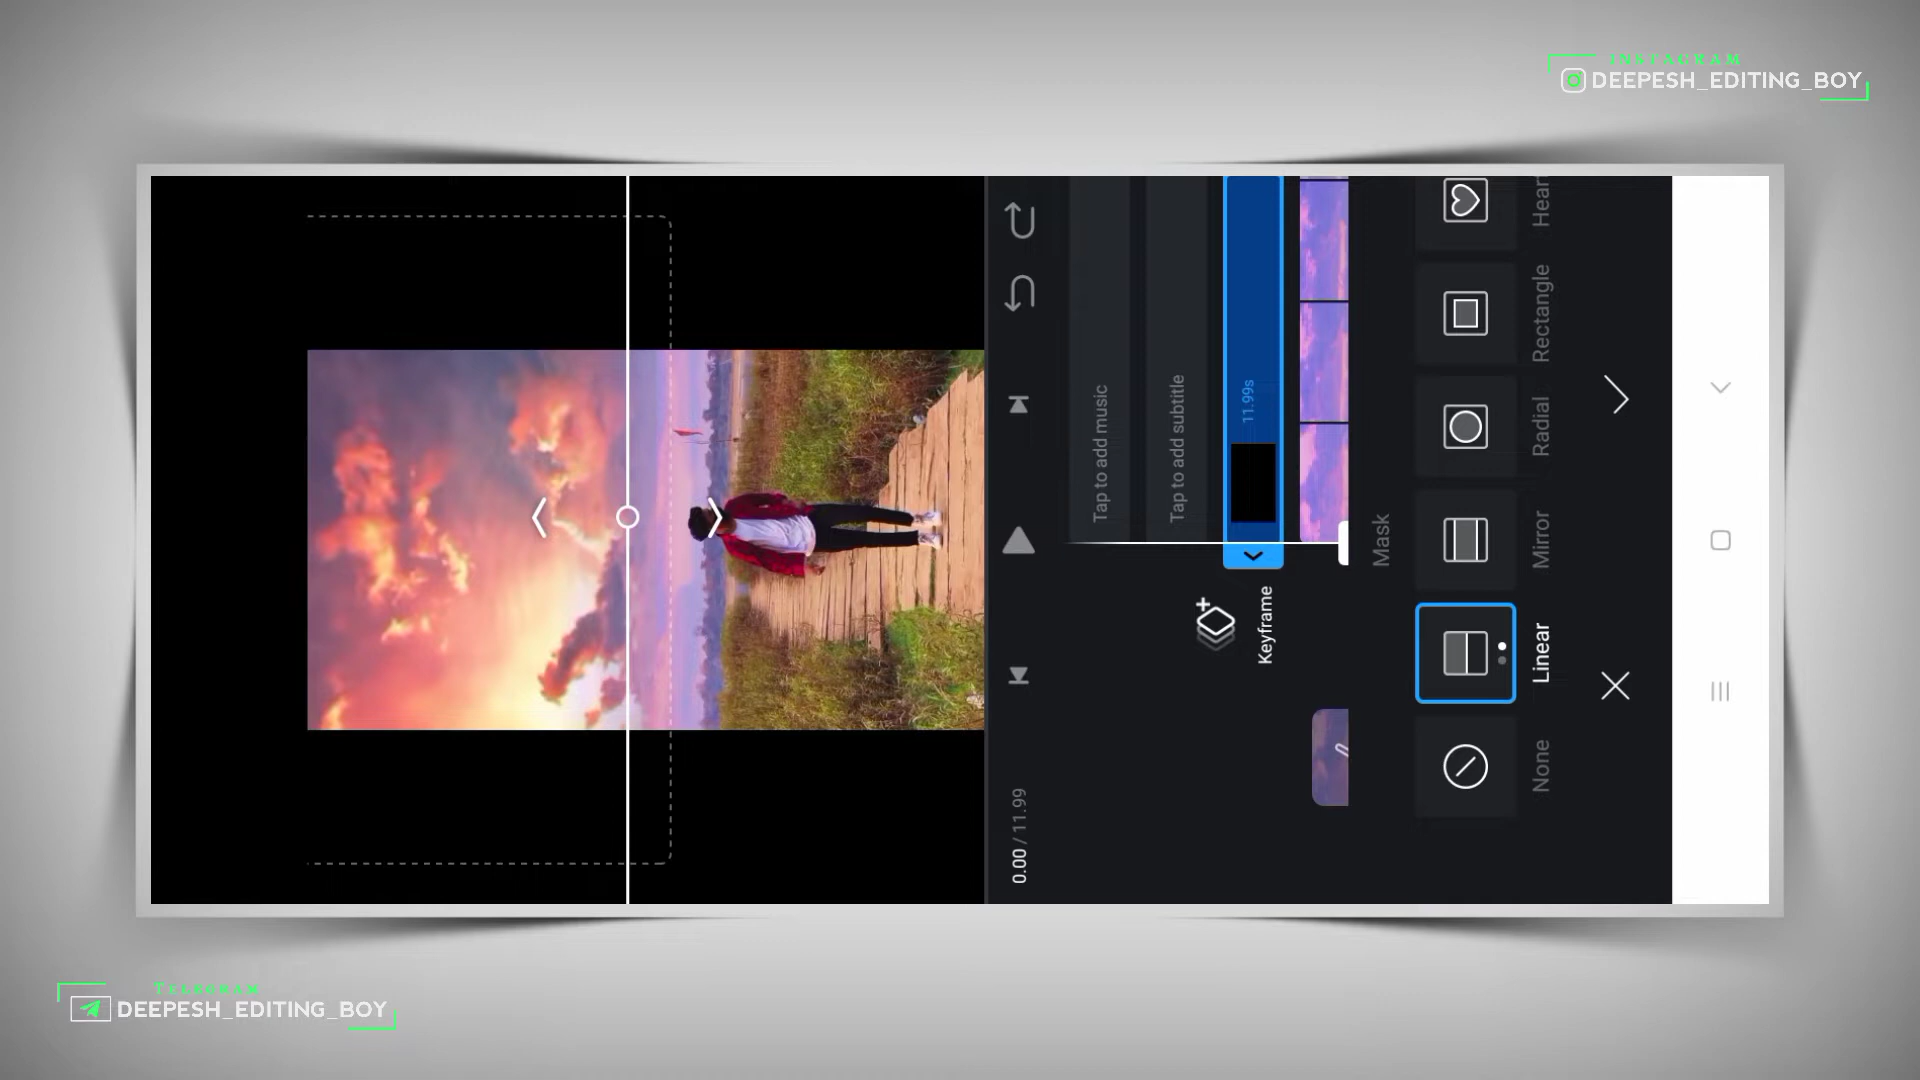 INSTAGRAM
DEEPESH_EDITING_BOY
0.00 / 11.99
Tap to add music
Tap to add subtitle
11.99s
Keyframe
Mask
None
Linear
Mirror
Radial
Rectangle
Hear
TELEGRAM
DEEPESH_EDITING_BOY